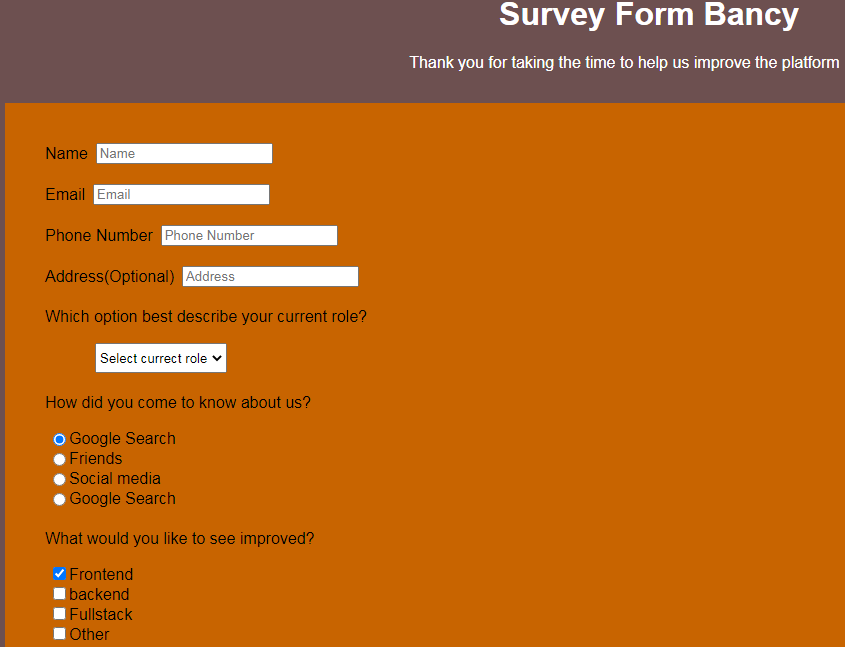 Survey Form Bancy
Thank you for taking the time to help us improve the platform
Name Name
Email Email
Phone Number Phone Number
Address(Optional) Address
Which option best describe your current role?
Select currect role
How did you come to know about us?
Google Search
Friends
Social media
Google Search
What would you like to see improved?
Frontend
backend
Fullstack
Other